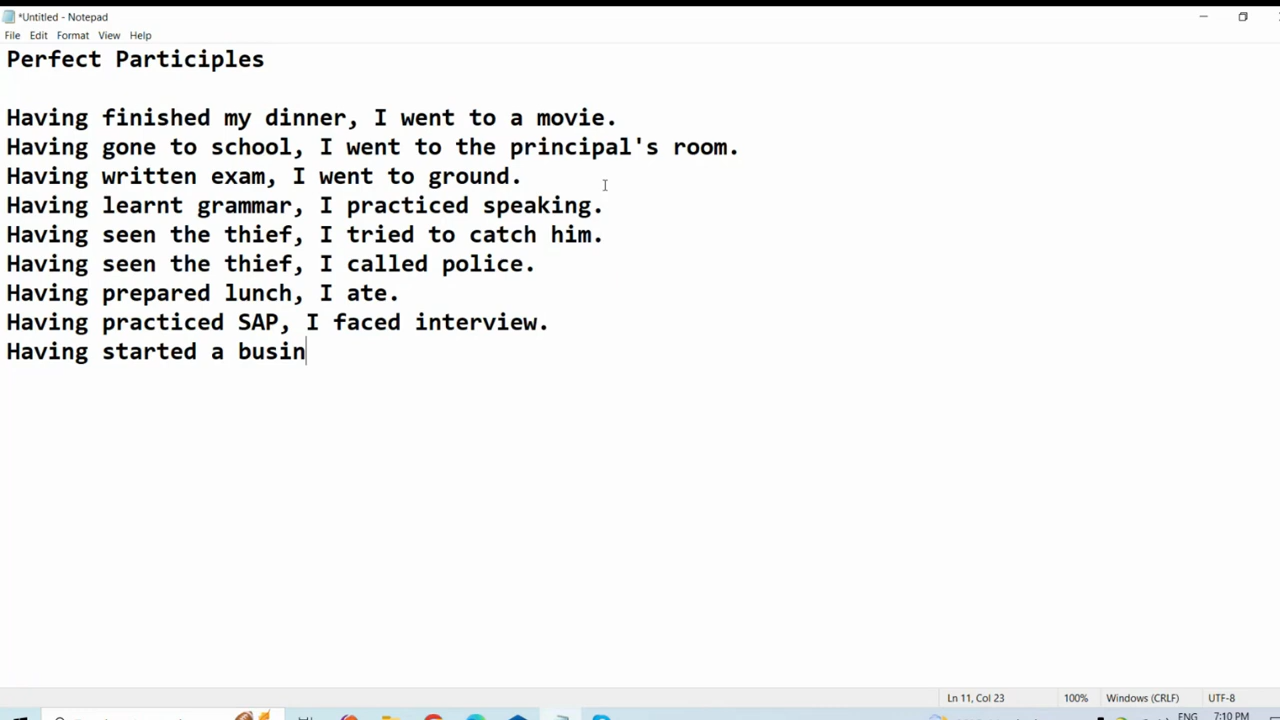 *Untitled - Notepad
File Edit Format View Help
Perfect Participles
Having finished my dinner, I went to a movie.
Having gone to school, I went to the principal's room.
Having written exam, I went to ground.
Having learnt grammar, I practiced speaking.
Having seen the thief, I tried to catch him.
Having seen the thief, I called police.
Having prepared lunch, I ate.
Having practiced SAP, I faced interview.
Having started a busin
Ln 11, Col 23 100% Windows (CRLF) UTF-8
ENG 7:10 PM